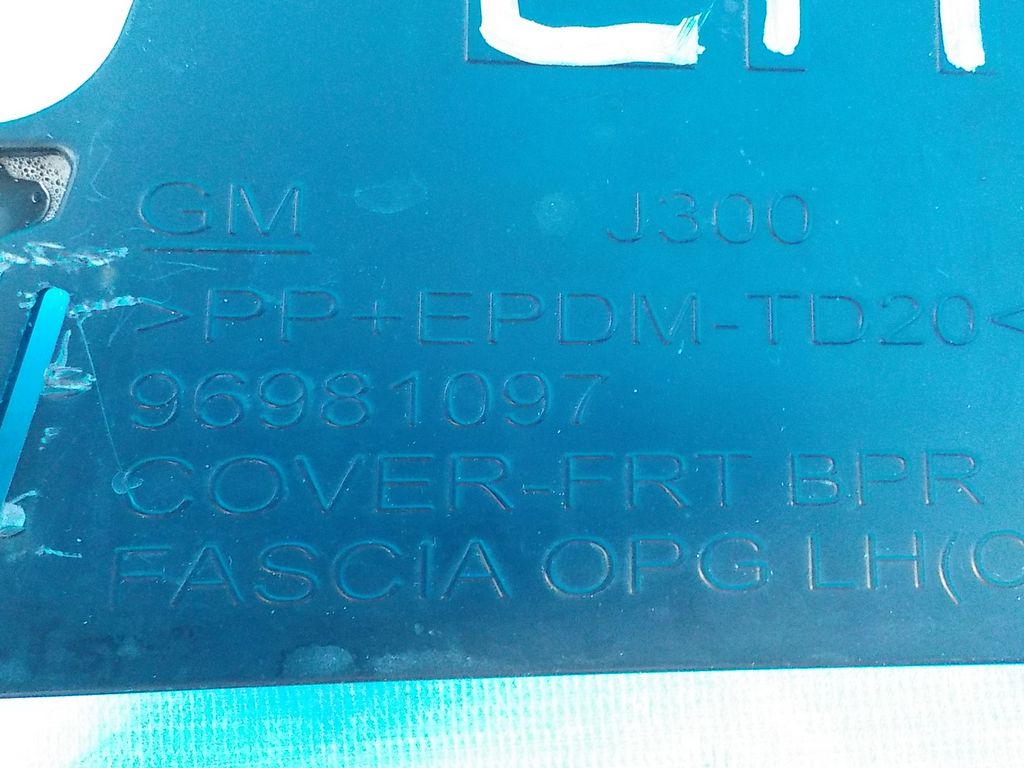 GM J300
>PP+EPDM-TD20<
96981097
COVER-FRT BPR
FASCIA OPG LH(